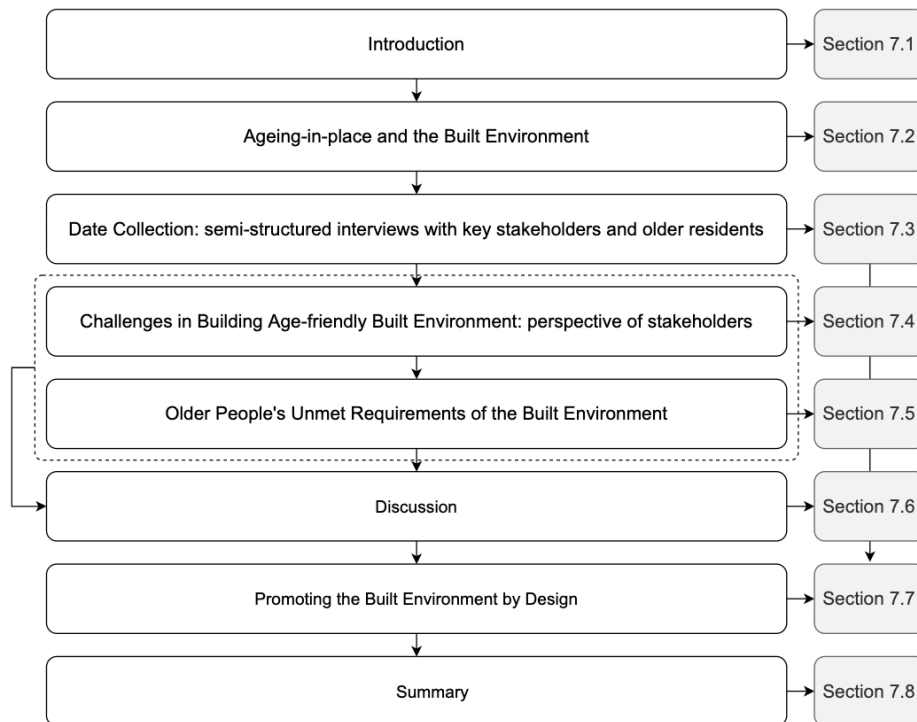 Introduction
Section 7.1
Ageing-in-place and the Built Environment
Section 7.2
Date Collection: semi-structured interviews with key stakeholders and older residents
Section 7.3
Challenges in Building Age-friendly Built Environment: perspective of stakeholders
Section 7.4
Older People's Unmet Requirements of the Built Environment
Section 7.5
Discussion
Section 7.6
Promoting the Built Environment by Design
Section 7.7
Summary
Section 7.8